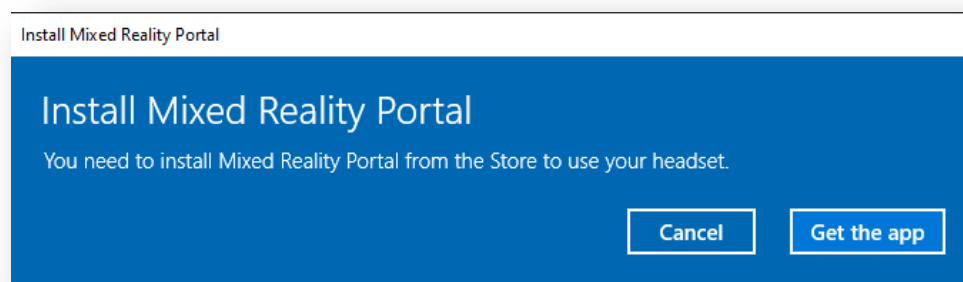 Install Mixed Reality Portal
Install Mixed Reality Portal
You need to install Mixed Reality Portal from the Store to use your headset.
Cancel Get the app